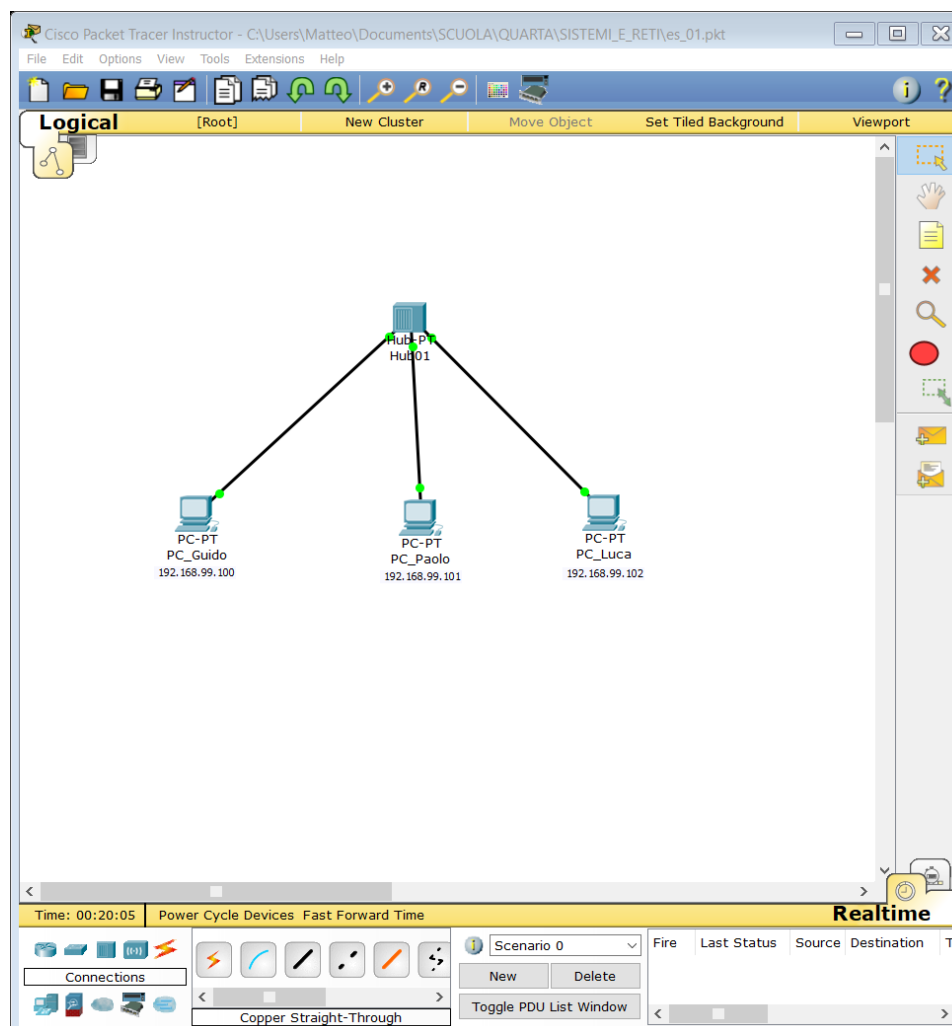 Cisco Packet Tracer Instructor - C:\Users\Matteo\Documents\SCUOLA\QUARTA\SISTEMI_E_RETI\es_01.pkt
File Edit Options View Tools Extensions Help
Logical [Root] New Cluster Move Object Set Tiled Background Viewport
Hub-PT
Hub01
PC-PT
PC_Guido
192.168.99.100
PC-PT
PC_Paolo
192.168.99.101
PC-PT
PC_Luca
192.168.99.102
Time: 00:20:05 Power Cycle Devices Fast Forward Time Realtime
Connections
Copper Straight-Through
Scenario 0
New Delete
Toggle PDU List Window
Fire Last Status Source Destination T